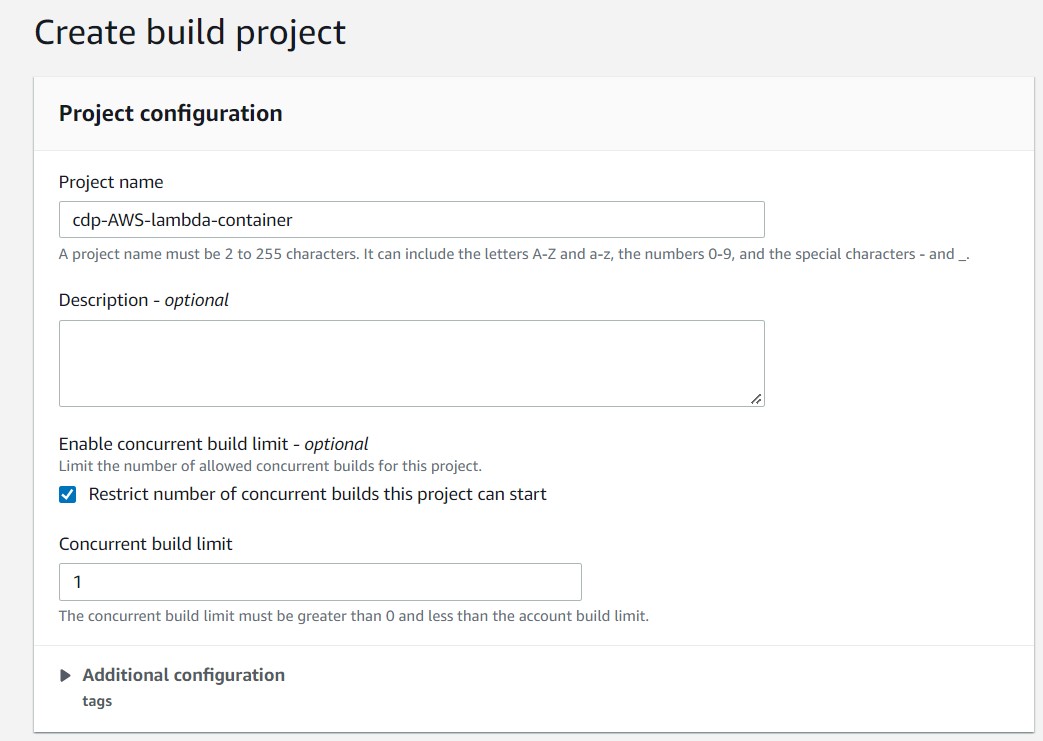 Create build project
Project configuration
Project name
cdp-AWS-lambda-container
A project name must be 2 to 255 characters. It can include the letters A-Z and a-z, the numbers 0-9, and the special characters - and _.
Description - optional
Enable concurrent build limit - optional
Limit the number of allowed concurrent builds for this project.
Restrict number of concurrent builds this project can start
Concurrent build limit
1
The concurrent build limit must be greater than 0 and less than the account build limit.
Additional configuration
tags